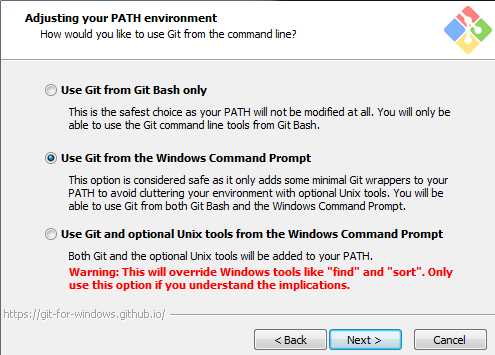 Adjusting your PATH environment
How would you like to use Git from the command line?
Use Git from Git Bash only
This is the safest choice as your PATH will not be modified at all. You will only be
able to use the Git command line tools from Git Bash.
Use Git from the Windows Command Prompt
This option is considered safe as it only adds some minimal Git wrappers to your
PATH to avoid cluttering your environment with optional Unix tools. You will be
able to use Git from both Git Bash and the Windows Command Prompt.
Use Git and optional Unix tools from the Windows Command Prompt
Both Git and the optional Unix tools will be added to your PATH.
Warning: This will override Windows tools like "find" and "sort". Only
use this option if you understand the implications.
https://git-for-windows.github.io/
< Back
Next >
Cancel